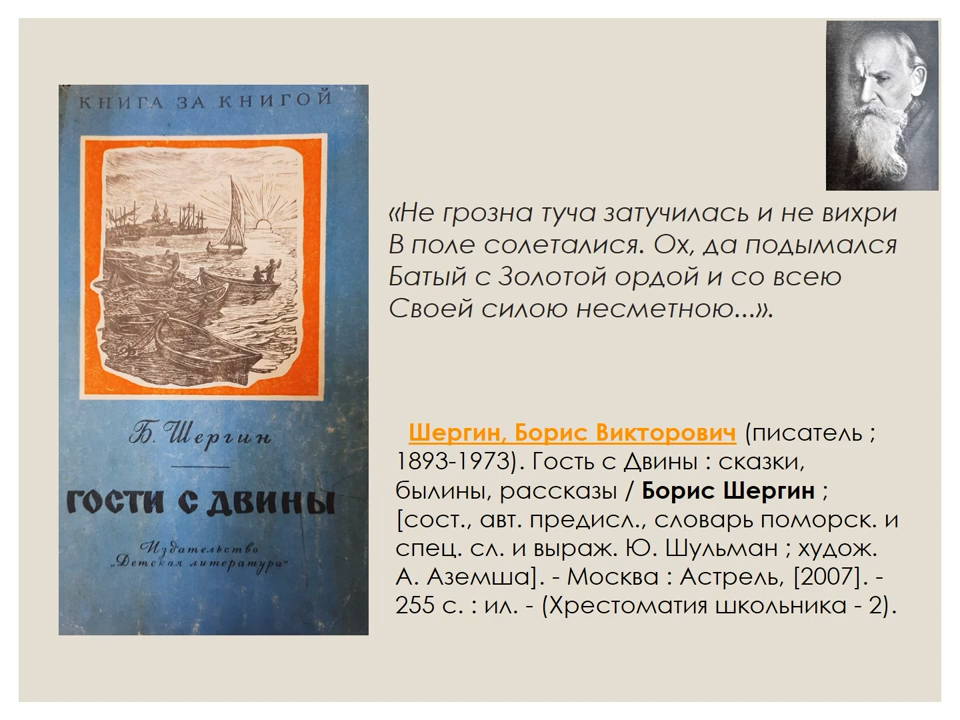 КНИГА ЗА КНИГОЙ
Б. Шергин
ГОСТИ С ДВИНЫ
Издательство
„Детская литература"
«Не грозна туча затучилась и не вихри
В поле солеталися. Ох, да подымался
Батый с Золотой ордой и со всею
Своей силою несметною...».
Шергин, Борис Викторович (писатель ;
1893-1973). Гость с Двины : сказки,
былины, рассказы / Борис Шергин ;
[сост., авт. предисл., словарь поморск. и
спец. сл. и выраж. Ю. Шульман ; худож.
А. Аземша]. - Москва : Астрель, [2007]. -
255 с. : ил. - (Хрестоматия школьника - 2).